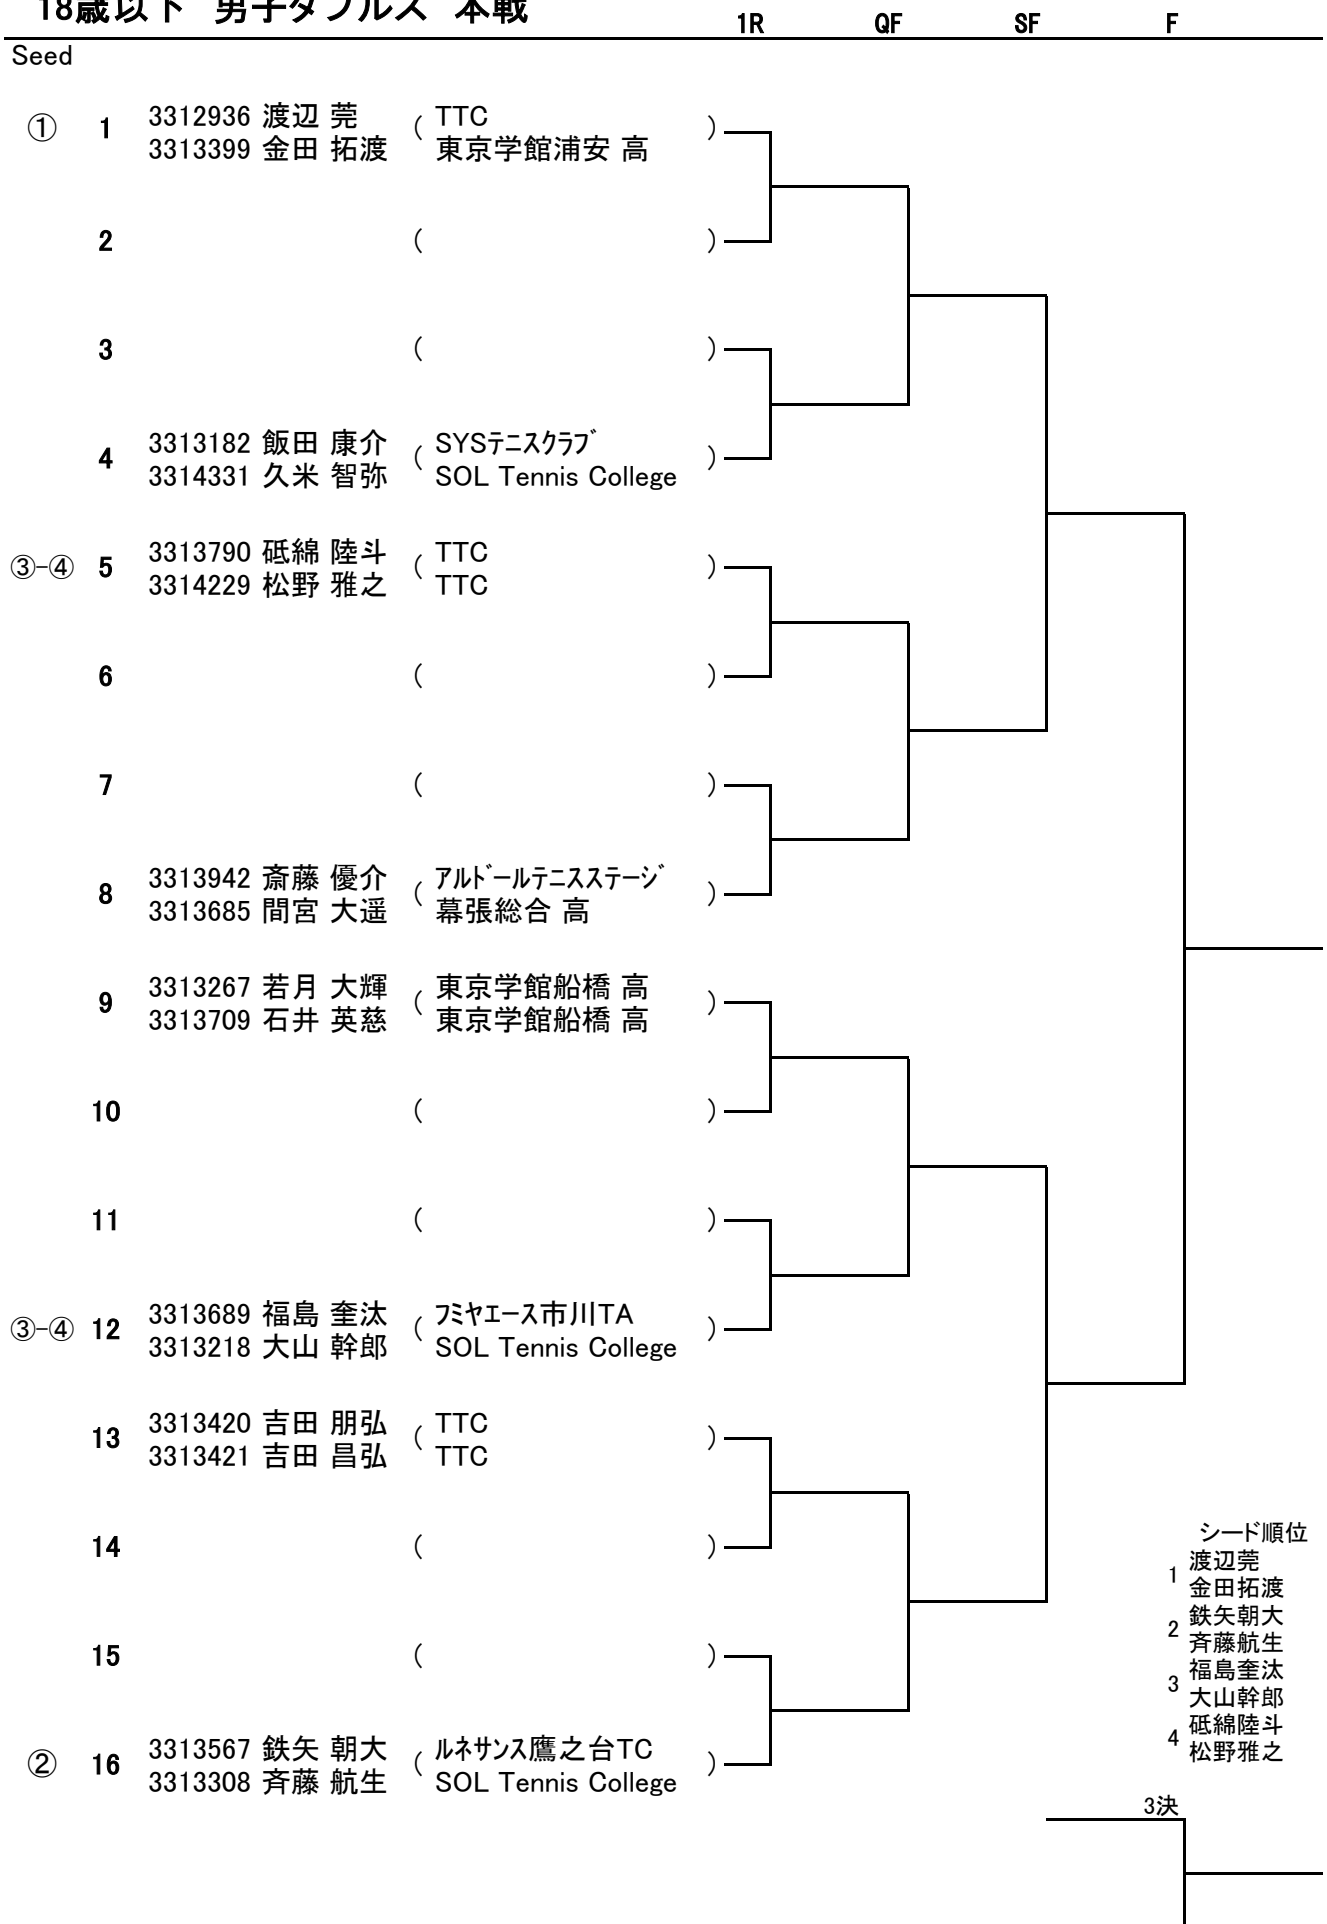 18歳以下 男子ダブルス 本戦
1R QF SF F
Seed
① 1 3312936 渡辺 莞 ( TTC )
3313399 金田 拓渡 東京学館浦安 高
2 ( )
3 ( )
4 3313182 飯田 康介 ( SYSﾃﾆｽｸﾗﾌﾞ )
3314331 久米 智弥 SOL Tennis College
③-④ 5 3313790 砥綿 陸斗 ( TTC )
3314229 松野 雅之 TTC
6 ( )
7 ( )
8 3313942 斎藤 優介 ( ｱﾙﾄﾞｰﾙﾃﾆｽｽﾃｰｼﾞ )
3313685 間宮 大遥 幕張総合 高
9 3313267 若月 大輝 ( 東京学館船橋 高 )
3313709 石井 英慈 東京学館船橋 高
10 ( )
11 ( )
③-④ 12 3313689 福島 奎汰 ( ﾌﾐﾔｴｰｽ市川TA )
3313218 大山 幹郎 SOL Tennis College
13 3313420 吉田 朋弘 ( TTC )
3313421 吉田 昌弘 TTC
14 ( )
15 ( )
② 16 3313567 鉄矢 朝大 ( ﾙﾈｻﾝｽ鷹之台TC )
3313308 斉藤 航生 SOL Tennis College
シード順位
1 渡辺莞
金田拓渡
2 鉄矢朝大
斉藤航生
3 福島奎汰
大山幹郎
4 砥綿陸斗
松野雅之
3決